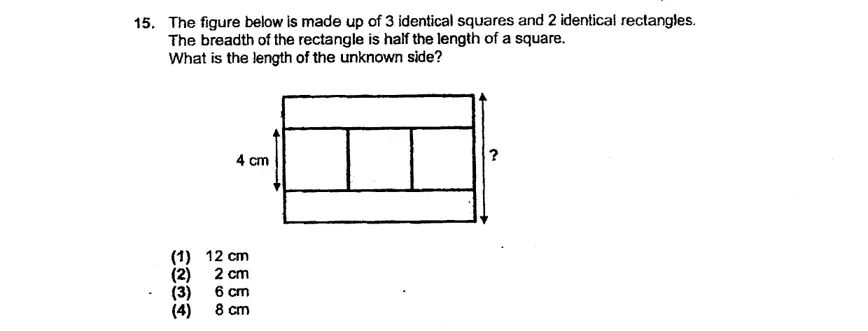 15. The figure below is made up of 3 identical squares and 2 identical rectangles.
The breadth of the rectangle is half the length of a square.
What is the length of the unknown side?
4 cm
?
(1) 12 cm
(2) 2 cm
(3) 6 cm
(4) 8 cm